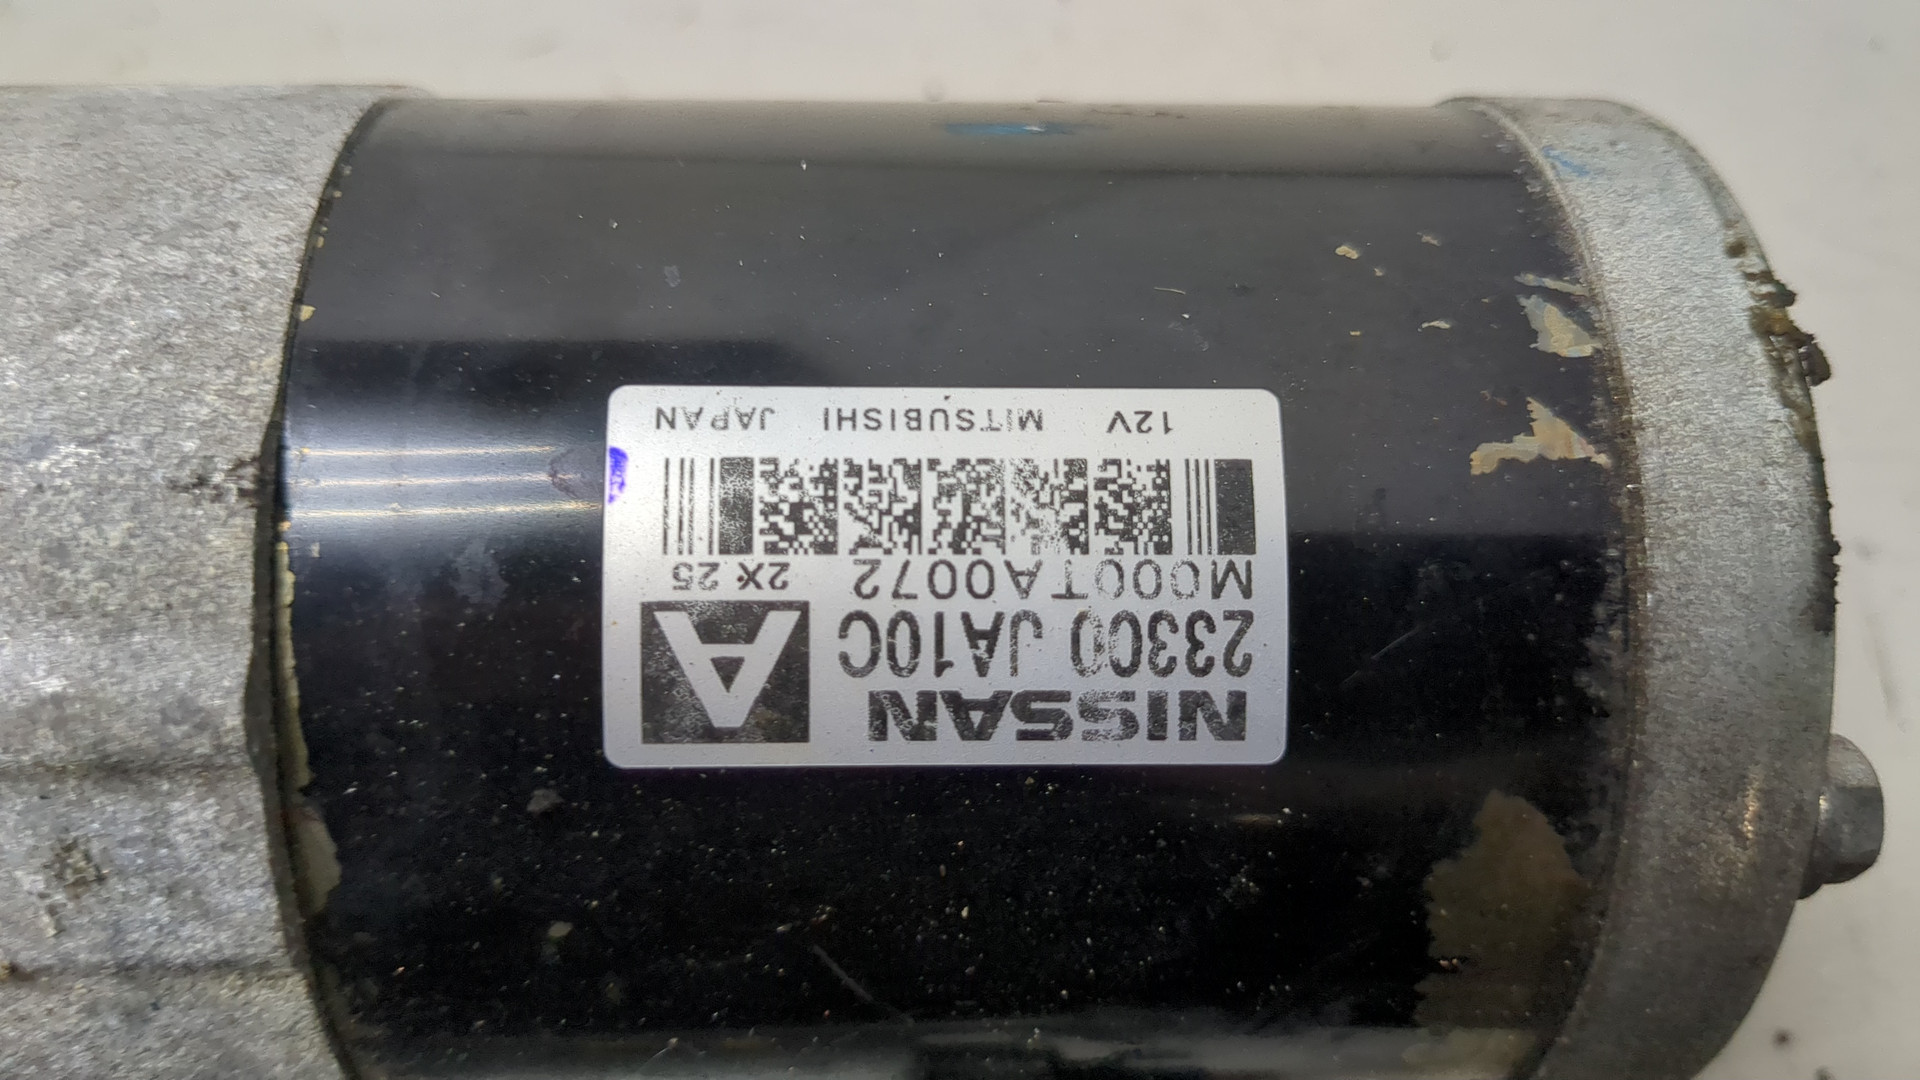 NISSAN
23300 JA10C A
M000TA0072 2X 25
12V MITSUBISHI JAPAN